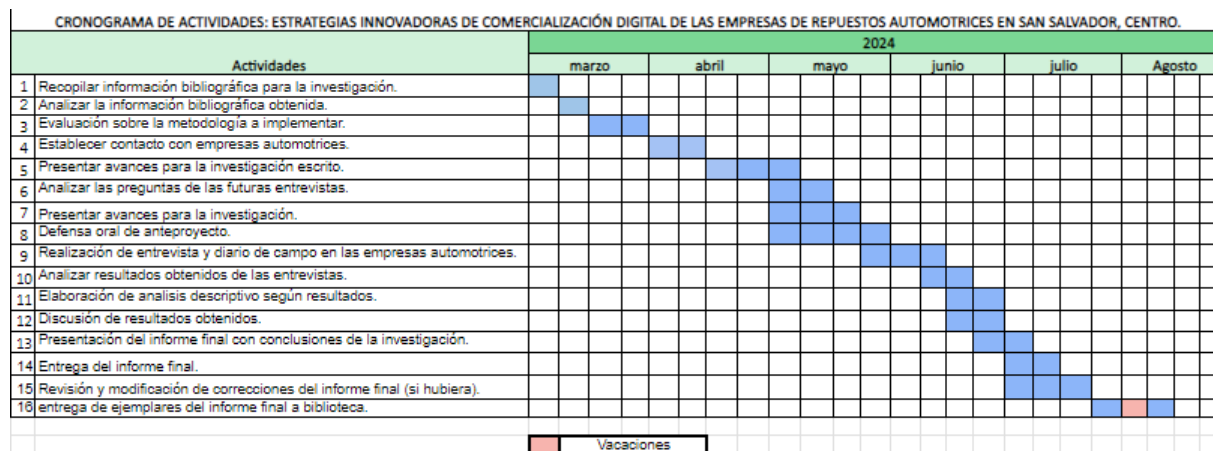 CRONOGRAMA DE ACTIVIDADES: ESTRATEGIAS INNOVADORAS DE COMERCIALIZACIÓN DIGITAL DE LAS EMPRESAS DE REPUESTOS AUTOMOTRICES EN SAN SALVADOR, CENTRO.
2024
Actividades marzo abril mayo junio julio Agosto
1 Recopilar información bibliográfica para la investigación.
2 Analizar la información bibliográfica obtenida.
3 Evaluación sobre la metodología a implementar.
4 Establecer contacto con empresas automotrices.
5 Presentar avances para la investigación escrito.
6 Analizar las preguntas de las futuras entrevistas.
7 Presentar avances para la investigación.
8 Defensa oral de anteproyecto.
9 Realización de entrevista y diario de campo en las empresas automotrices.
10 Analizar resultados obtenidos de las entrevistas.
11 Elaboración de analisis descriptivo según resultados.
12 Discusión de resultados obtenidos.
13 Presentación del informe final con conclusiones de la investigación.
14 Entrega del informe final.
15 Revisión y modificación de correcciones del informe final (si hubiera).
16 entrega de ejemplares del informe final a biblioteca.
Vacaciones